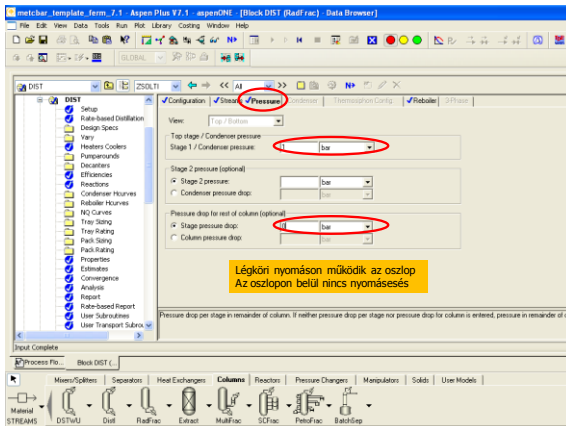 metcbar_template_ferm_7.1 - Aspen Plus V7.1 - aspenONE - [Block DIST (RadFrac) - Data Browser]
File Edit View Data Tools Run Plot Library Costing Window Help
GLOBAL
DIST ZSOLTI All N>
DIST
Setup
Rate-based Distillation
Design Specs
Vary
Heaters Coolers
Pumparounds
Decanters
Efficiencies
Reactions
Condenser Hcurves
Reboiler Hcurves
NQ Curves
Tray Sizing
Tray Rating
Pack Sizing
Pack Rating
Properties
Estimates
Convergence
Analysis
Report
Rate-based Report
User Subroutines
User Transport Subrou
Configuration Streams Pressure Condenser Thermosiphon Config Reboiler 3-Phase
View: Top / Bottom
Top stage / Condenser pressure
Stage 1 / Condenser pressure: 1 bar
Stage 2 pressure (optional)
Stage 2 pressure: bar
Condenser pressure drop: bar
Pressure drop for rest of column (optional)
Stage pressure drop: 0 bar
Column pressure drop: bar
Légköri nyomáson működik az oszlop
Az oszlopon belül nincs nyomásesés
Pressure drop per stage in remainder of column. If neither pressure drop per stage nor pressure drop for column is entered, pressure in remainder of
Input Complete
Process Flo... Block DIST (...
Mixers/Splitters Separators Heat Exchangers Columns Reactors Pressure Changers Manipulators Solids User Models
Material
STREAMS DSTWU Distl RadFrac Extract MultiFrac SCFrac PetroFrac BatchSep